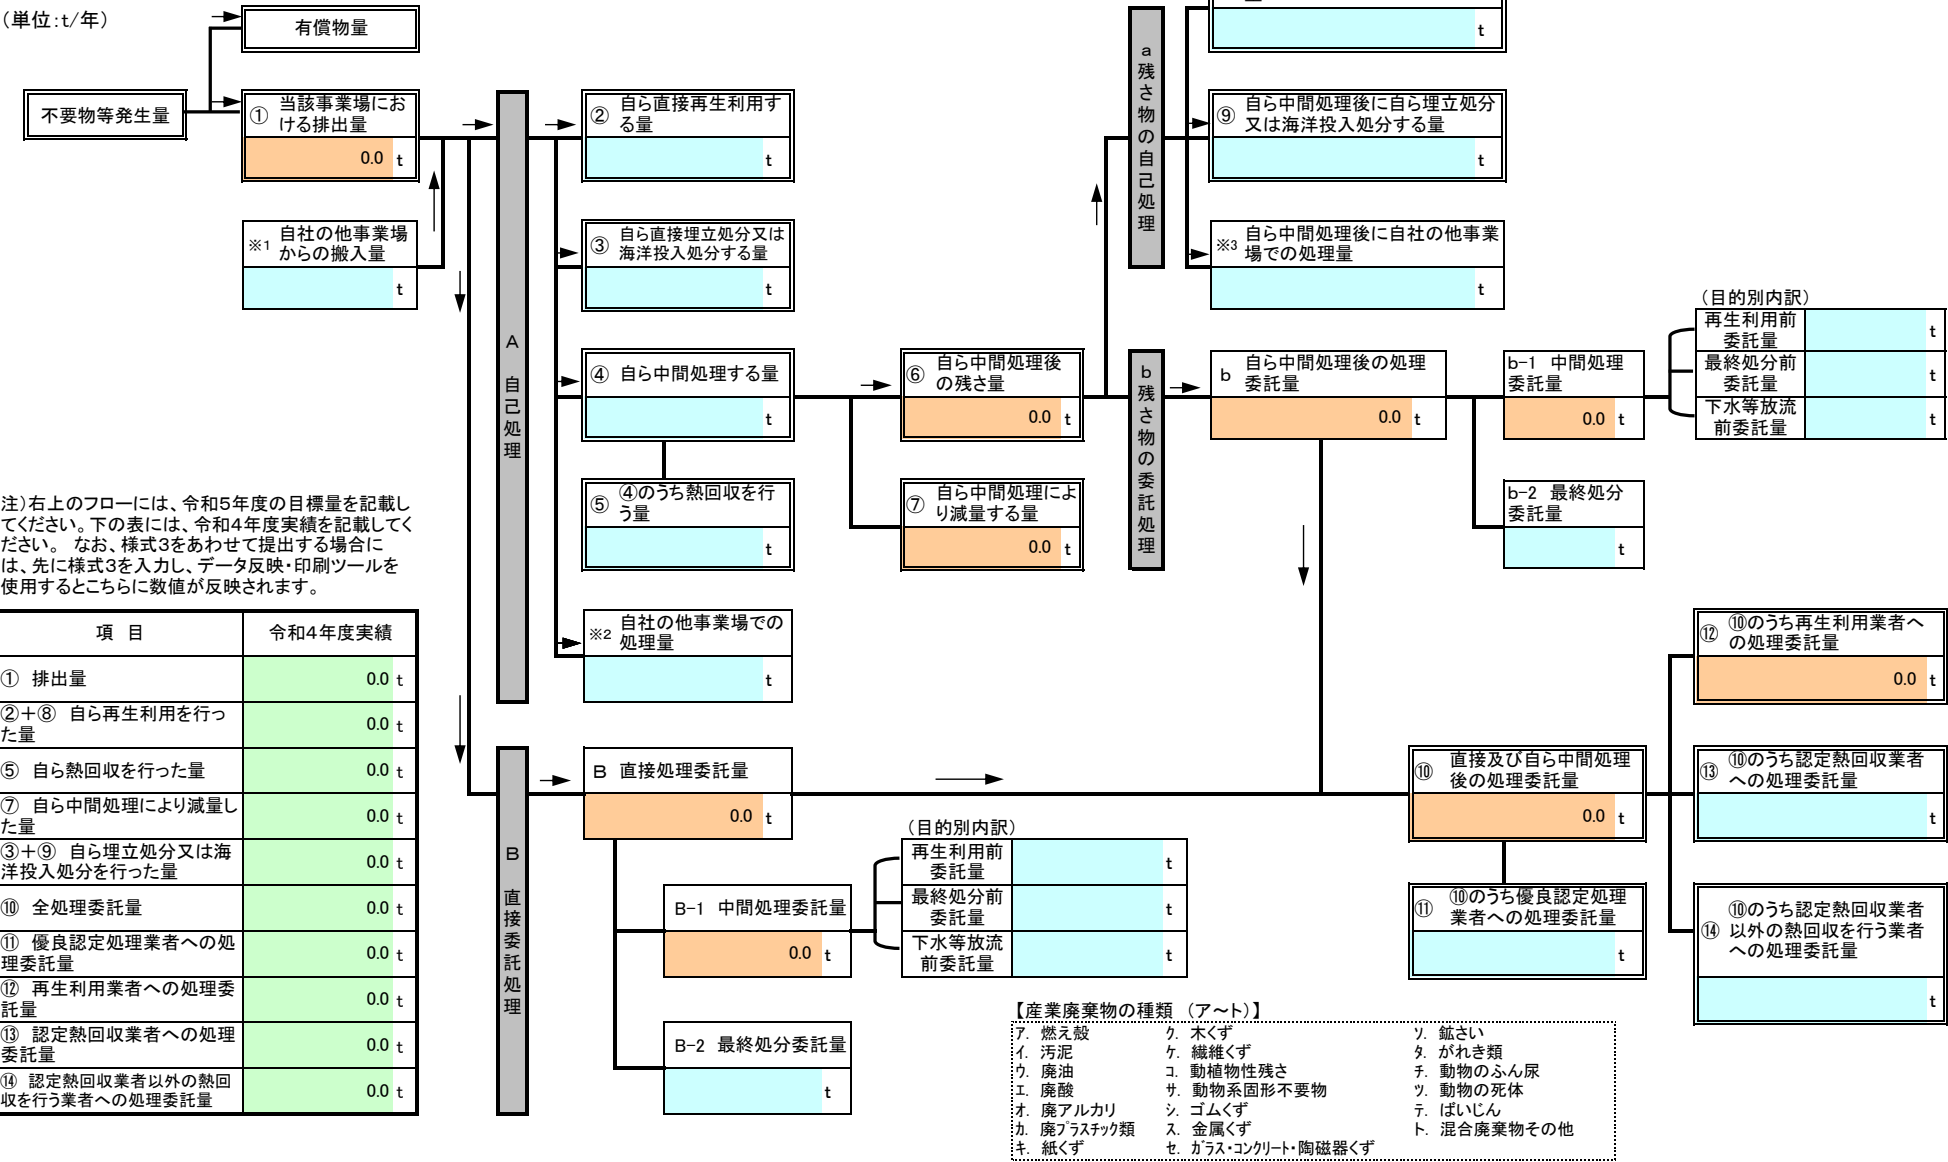 （単位：t/年）
有償物量
不要物等発生量
① 当該事業場にお
ける排出量
0.0 t
※1 自社の他事業場
からの搬入量
t
A 自己処理
② 自ら直接再生利用す
る量
t
③ 自ら直接埋立処分又は
海洋投入処分する量
t
④ 自ら中間処理する量
t
⑤ ④のうち熱回収を行
う量
t
※2 自社の他事業場での
処理量
t
⑥ 自ら中間処理後
の残さ量
0.0 t
⑦ 自ら中間処理によ
り減量する量
0.0 t
a 残さ物の自己処理
t
⑨ 自ら中間処理後に自ら埋立処分
又は海洋投入処分する量
t
※3 自ら中間処理後に自社の他事業
場での処理量
t
b 残さ物の委託処理
b 自ら中間処理後の処理
委託量
0.0 t
b-1 中間処理
委託量
0.0 t
b-2 最終処分
委託量
t
（目的別内訳）
再生利用前
委託量
t
最終処分前
委託量
t
下水等放流
前委託量
t
注）右上のフローには、令和5年度の目標量を記載し
てください。下の表には、令和4年度実績を記載してく
ださい。 なお、様式3をあわせて提出する場合に
は、先に様式3を入力し、データ反映・印刷ツールを
使用するとこちらに数値が反映されます。
項 目 令和4年度実績
① 排出量 0.0 t
②＋⑧ 自ら再生利用を行っ
た量 0.0 t
⑤ 自ら熱回収を行った量 0.0 t
⑦ 自ら中間処理により減量し
た量 0.0 t
③＋⑨ 自ら埋立処分又は海
洋投入処分を行った量 0.0 t
⑩ 全処理委託量 0.0 t
⑪ 優良認定処理業者への処
理委託量 0.0 t
⑫ 再生利用業者への処理委
託量 0.0 t
⑬ 認定熱回収業者への処理
委託量 0.0 t
⑭ 認定熱回収業者以外の熱回
収を行う業者への処理委託量 0.0 t
B 直接委託処理
B 直接処理委託量
0.0 t
B-1 中間処理委託量
0.0 t
B-2 最終処分委託量
t
（目的別内訳）
再生利用前
委託量
t
最終処分前
委託量
t
下水等放流
前委託量
t
⑩ 直接及び自ら中間処理
後の処理委託量
0.0 t
⑪ ⑩のうち優良認定処理
業者への処理委託量
t
⑫ ⑩のうち再生利用業者へ
の処理委託量
0.0 t
⑬ ⑩のうち認定熱回収業者
への処理委託量
t
⑭ ⑩のうち認定熱回収業者
以外の熱回収を行う業者
への処理委託量
t
【産業廃棄物の種類 （ア～ト）】
ｱ. 燃え殻 ｸ. 木くず ｿ. 鉱さい
ｲ. 汚泥 ｹ. 繊維くず ﾀ. がれき類
ｳ. 廃油 ｺ. 動植物性残さ ﾁ. 動物のふん尿
ｴ. 廃酸 ｻ. 動物系固形不要物 ﾂ. 動物の死体
ｵ. 廃アルカリ ｼ. ゴムくず ﾃ. ばいじん
ｶ. 廃ﾌﾟﾗｽﾁｯｸ類 ｽ. 金属くず ﾄ. 混合廃棄物その他
ｷ. 紙くず ｾ. ｶﾞﾗｽ・ｺﾝｸﾘｰﾄ・陶磁器くず